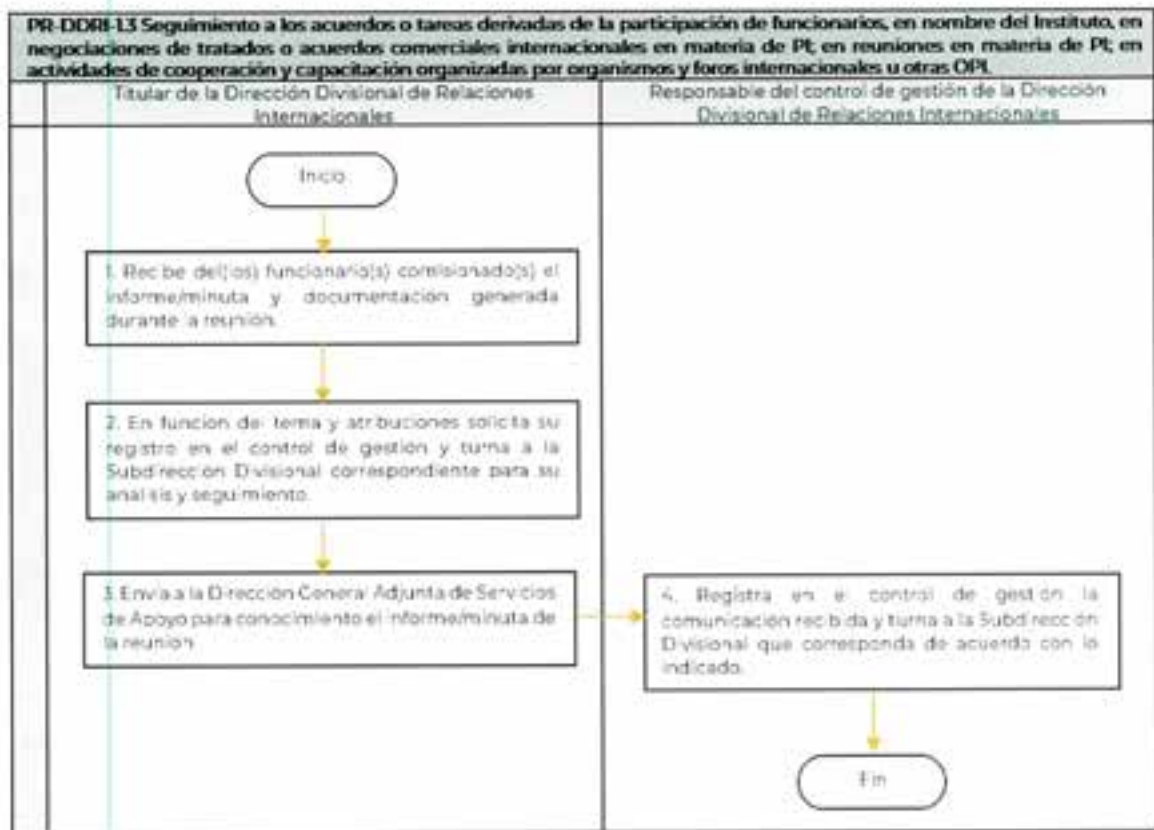 PR-DDRI-1.3 Seguimiento a los acuerdos o tareas derivadas de la participación de funcionarios, en nombre del Instituto, en
negociaciones de tratados o acuerdos comerciales internacionales en materia de PI; en reuniones en materia de PI; en
actividades de cooperación y capacitación organizadas por organismos y foros internacionales u otras OPI.
Titular de la Dirección Divisional de Relaciones
Internacionales
Responsable del control de gestión de la Dirección
Divisional de Relaciones Internacionales
Inicio
1. Recibe del(los) funcionario(s) comisionado(s) el
informe/minuta y documentación generada
durante la reunión.
2. En función del tema y atribuciones solicita su
registro en el control de gestión y turna a la
Subdirección Divisional correspondiente para su
análisis y seguimiento.
3. Envía a la Dirección General Adjunta de Servicios
de Apoyo para conocimiento el informe/minuta de
la reunión
4. Registra en el control de gestión la
comunicación recibida y turna a la Subdirección
Divisional que corresponda de acuerdo con lo
indicado.
Fin